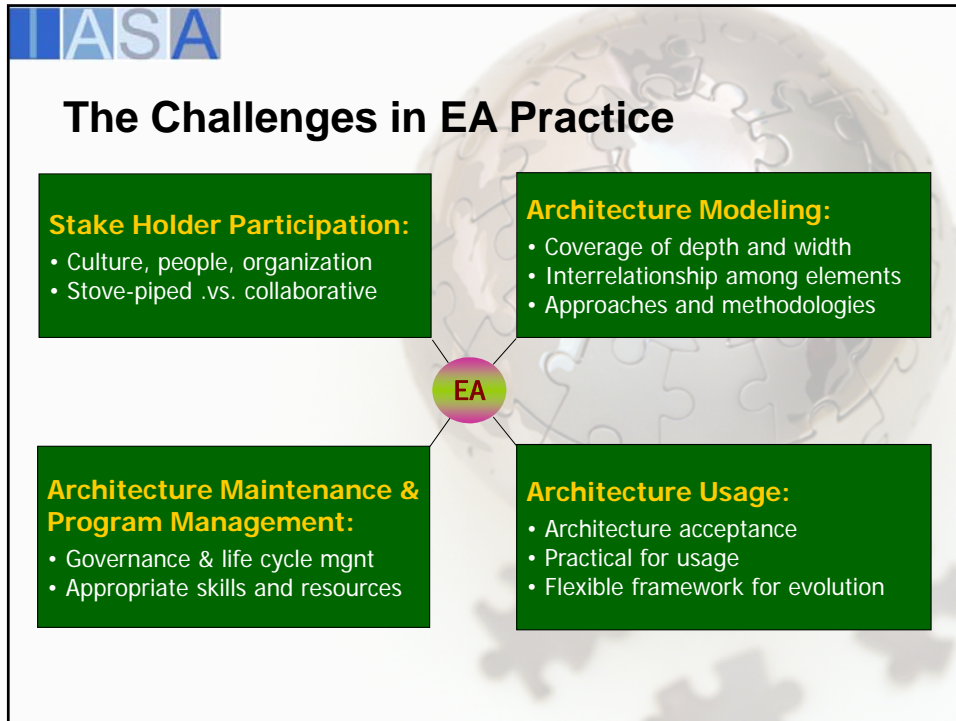 IASA
The Challenges in EA Practice
Stake Holder Participation:
• Culture, people, organization
• Stove-piped .vs. collaborative
Architecture Modeling:
• Coverage of depth and width
• Interrelationship among elements
• Approaches and methodologies
EA
Architecture Maintenance &
Program Management:
• Governance & life cycle mgnt
• Appropriate skills and resources
Architecture Usage:
• Architecture acceptance
• Practical for usage
• Flexible framework for evolution